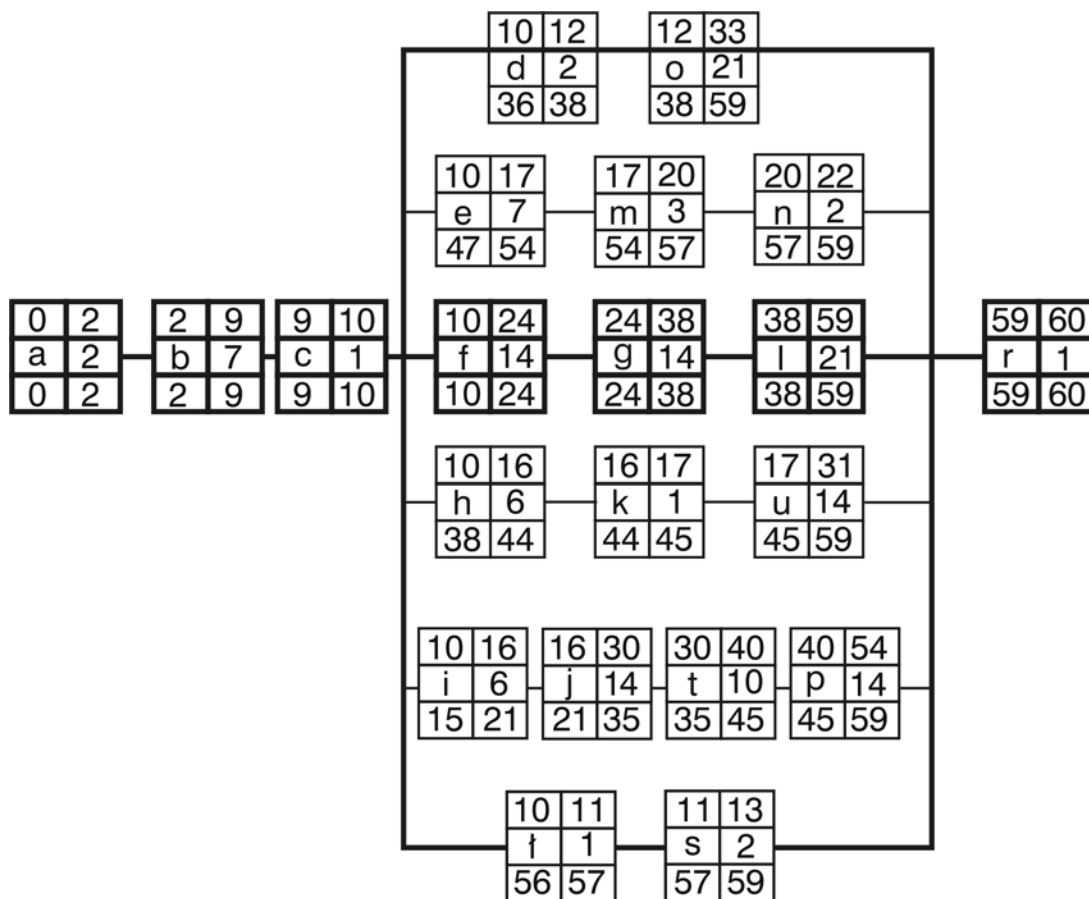 10 12 12 33
d 2 o 21
36 38 38 59
10 17 17 20 20 22
e 7 m 3 n 2
47 54 54 57 57 59
0 2 2 9 9 10 10 24 24 38 38 59 59 60
a 2 b 7 c 1 f 14 g 14 l 21 r 1
0 2 2 9 9 10 10 24 24 38 38 59 59 60
10 16 16 17 17 31
h 6 k 1 u 14
38 44 44 45 45 59
10 16 16 30 30 40 40 54
i 6 j 14 t 10 p 14
15 21 21 35 35 45 45 59
10 11 11 13
ł 1 s 2
56 57 57 59